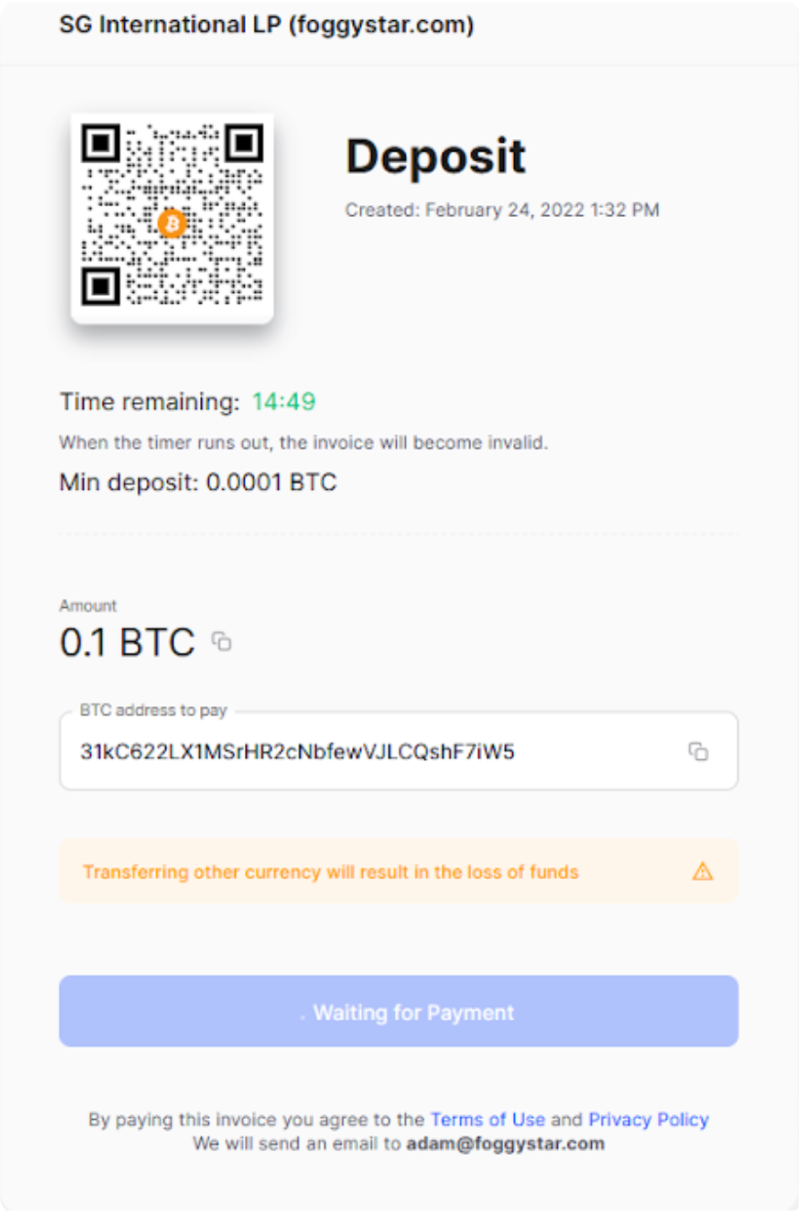 SG International LP (foggystar.com)
Deposit
Created: February 24, 2022 1:32 PM
Time remaining: 14:49
When the timer runs out, the invoice will become invalid.
Min deposit: 0.0001 BTC
Amount
0.1 BTC
BTC address to pay
31kC622LX1MSrHR2cNbfewVJLCQshF7iW5
Transferring other currency will result in the loss of funds
. Waiting for Payment
By paying this invoice you agree to the Terms of Use and Privacy Policy
We will send an email to adam@foggystar.com